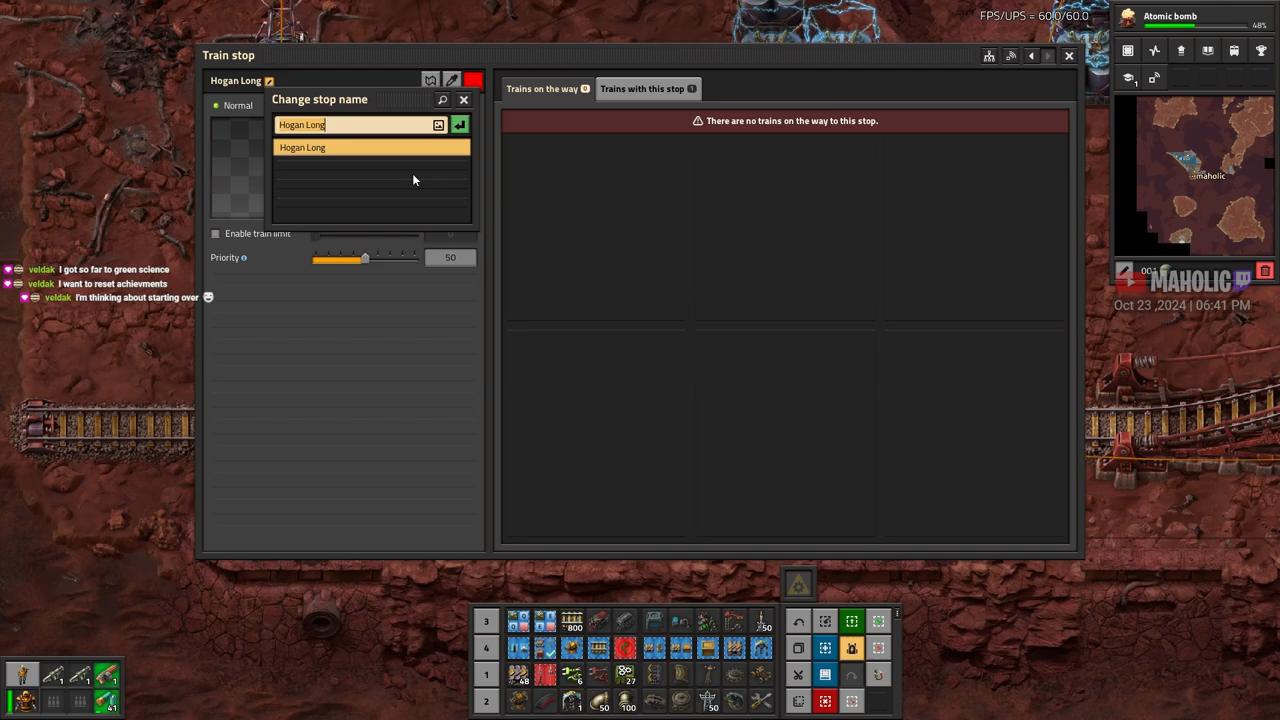 FPS/UPS = 60.0/60.0
Atomic bomb
48%
Train stop
Hogan Long
Normal
Change stop name
Hogan Long
Hogan Long
Enable train limit
0
Priority
50
Trains on the way 0
Trains with this stop 1
There are no trains on the way to this stop.
1
maholic
veldak I got so far to green science
veldak I want to reset achievments
veldak I'm thinking about starting over
MAHOLIC
Oct 23 ,2024 | 06:41 PM
3
800
50
4
1
48
6
27
2
1
50
100
50
1
1
1
41